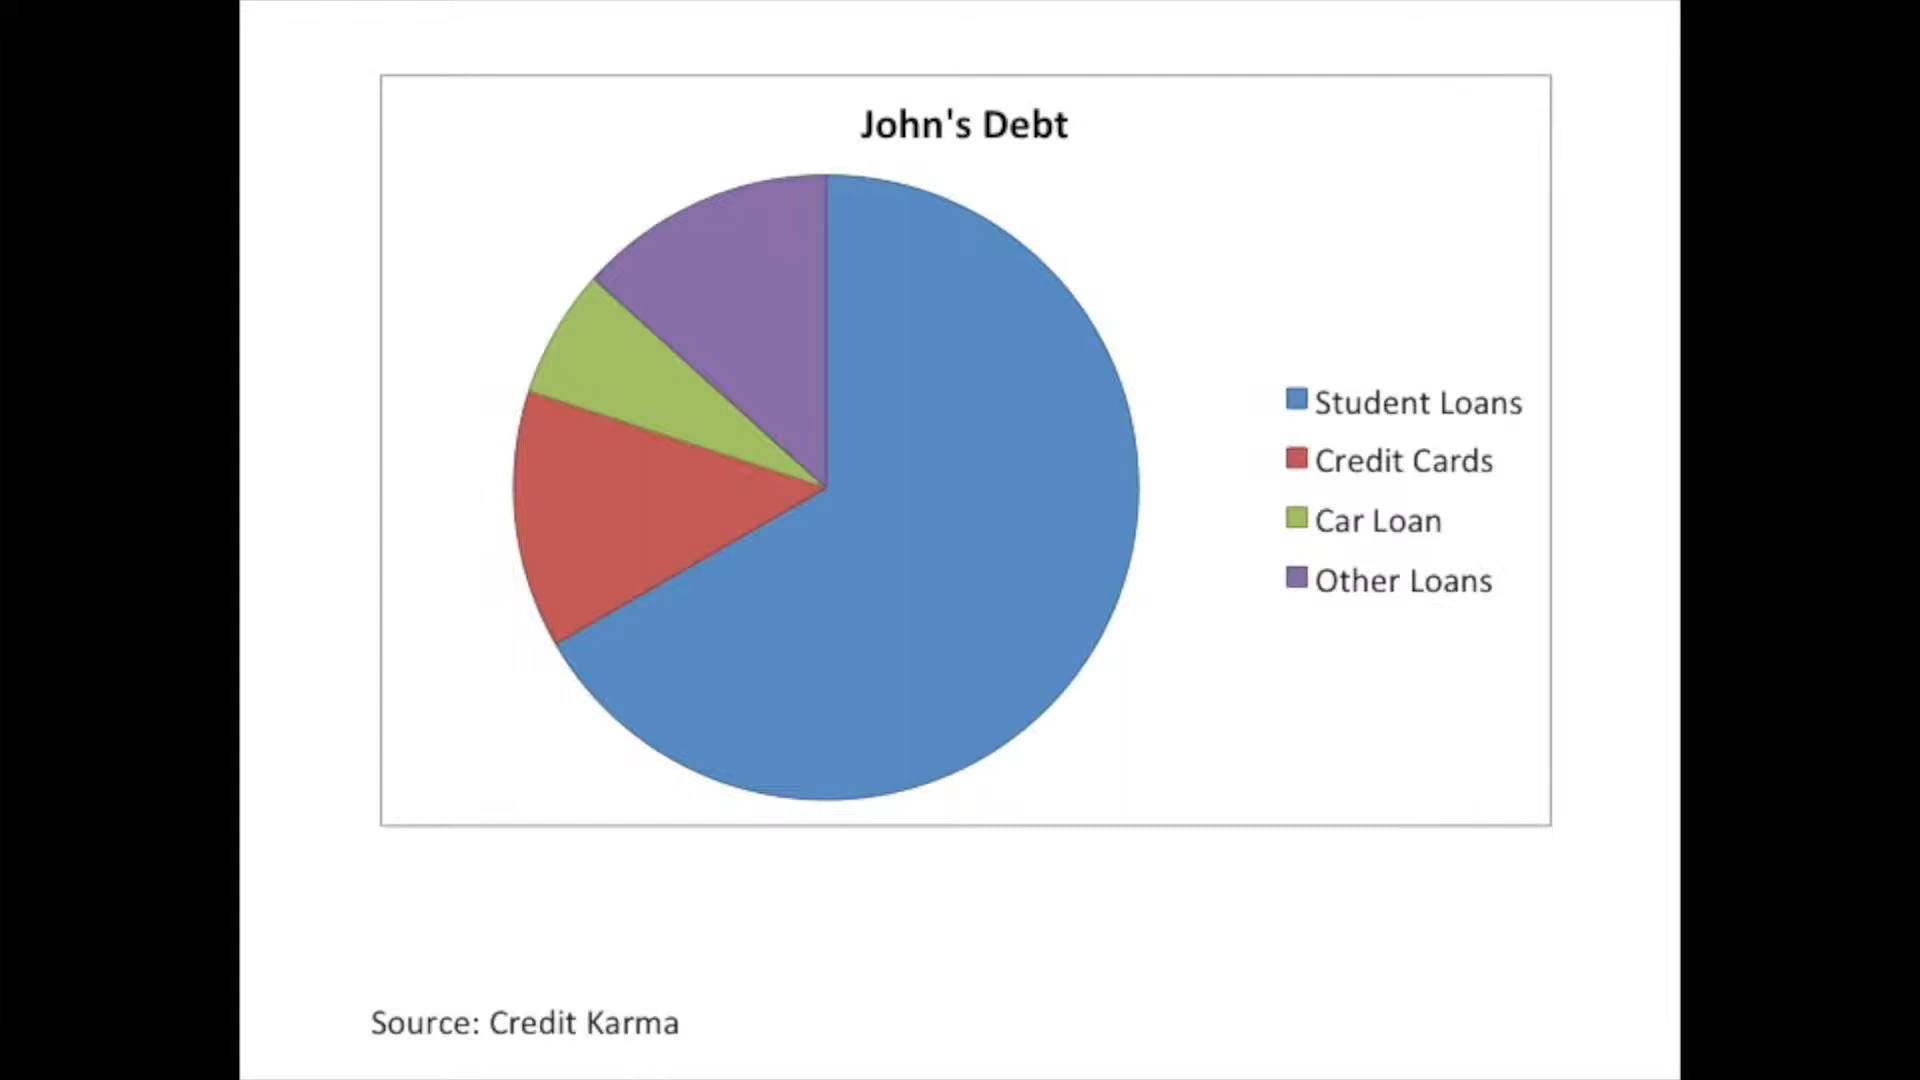 John's Debt
Student Loans
Credit Cards
Car Loan
Other Loans
Source: Credit Karma